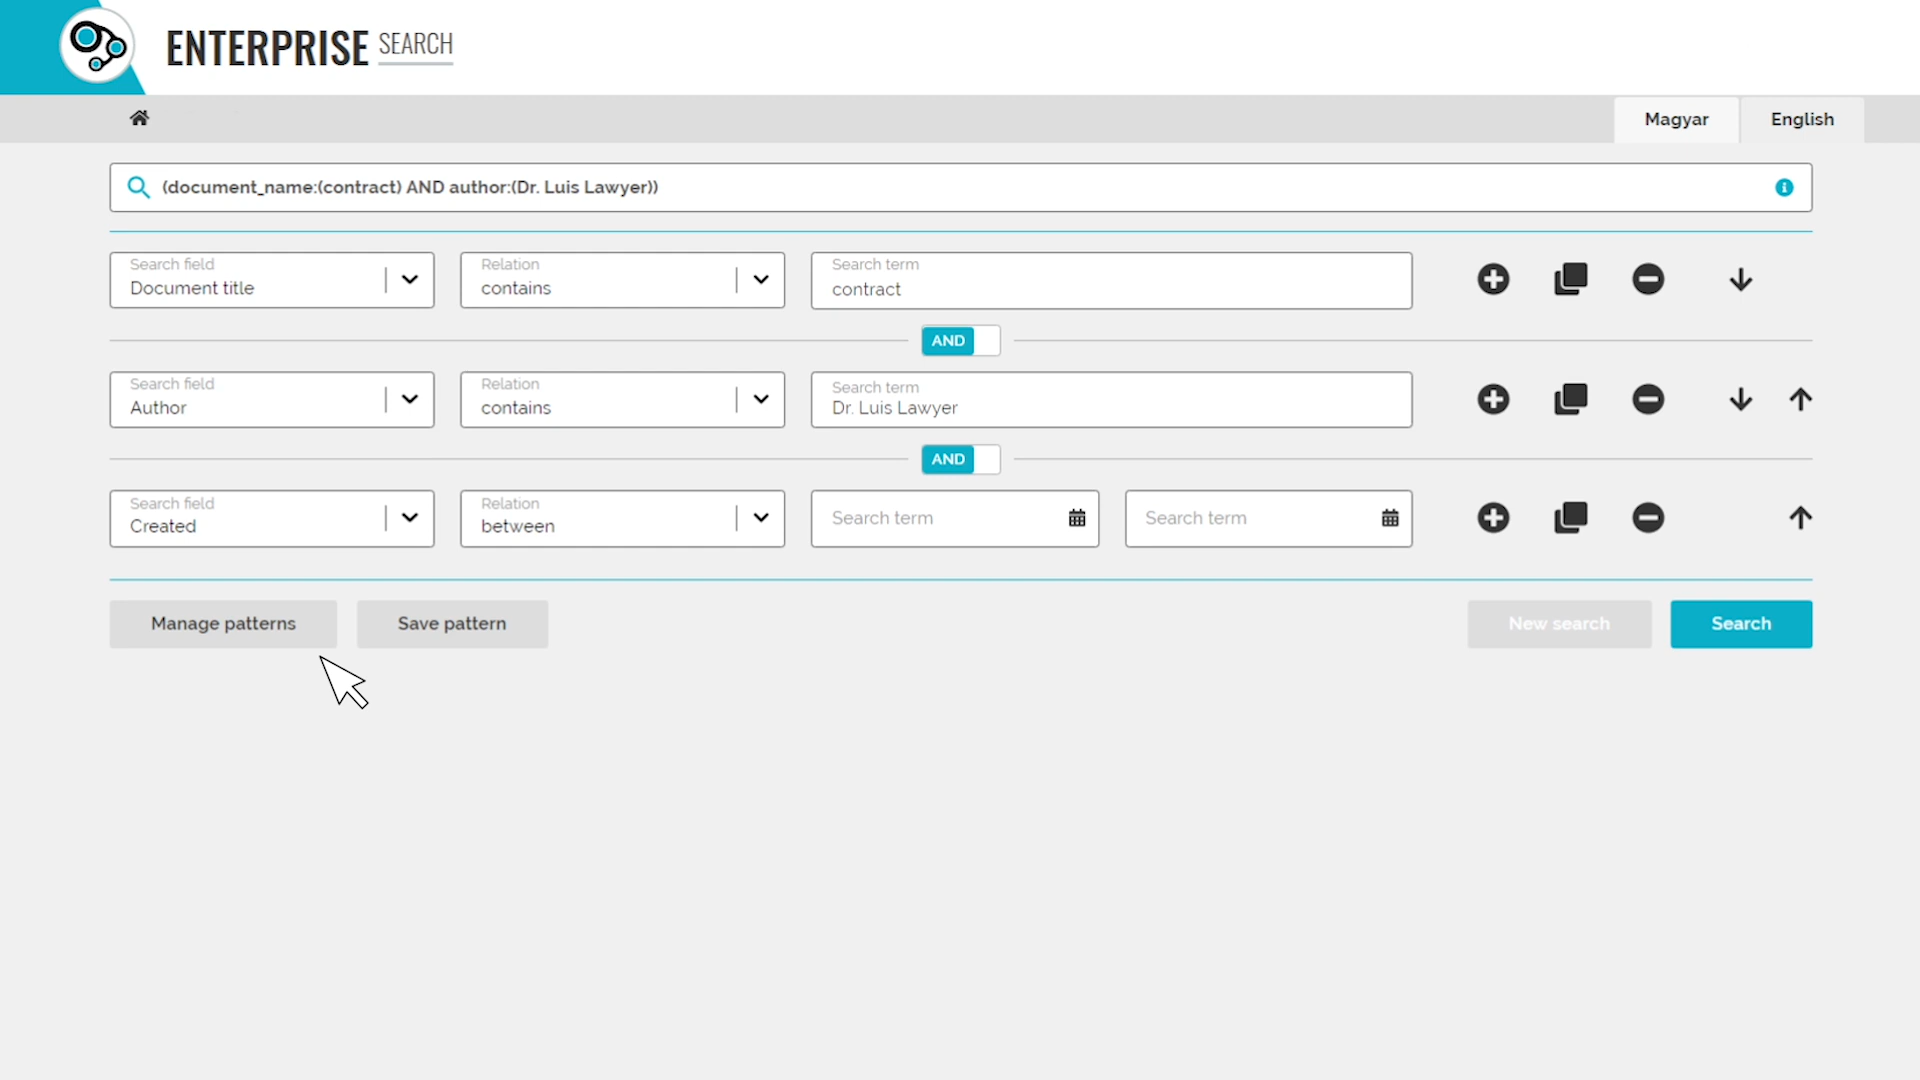 ENTERPRISE SEARCH
Magyar English
(document_name:(contract) AND author:(Dr. Luis Lawyer))
Search field Relation Search term
Document title contains contract
AND
Search field Relation Search term
Author contains Dr. Luis Lawyer
AND
Search field Relation
Created between Search term Search term
Manage patterns Save pattern New search Search